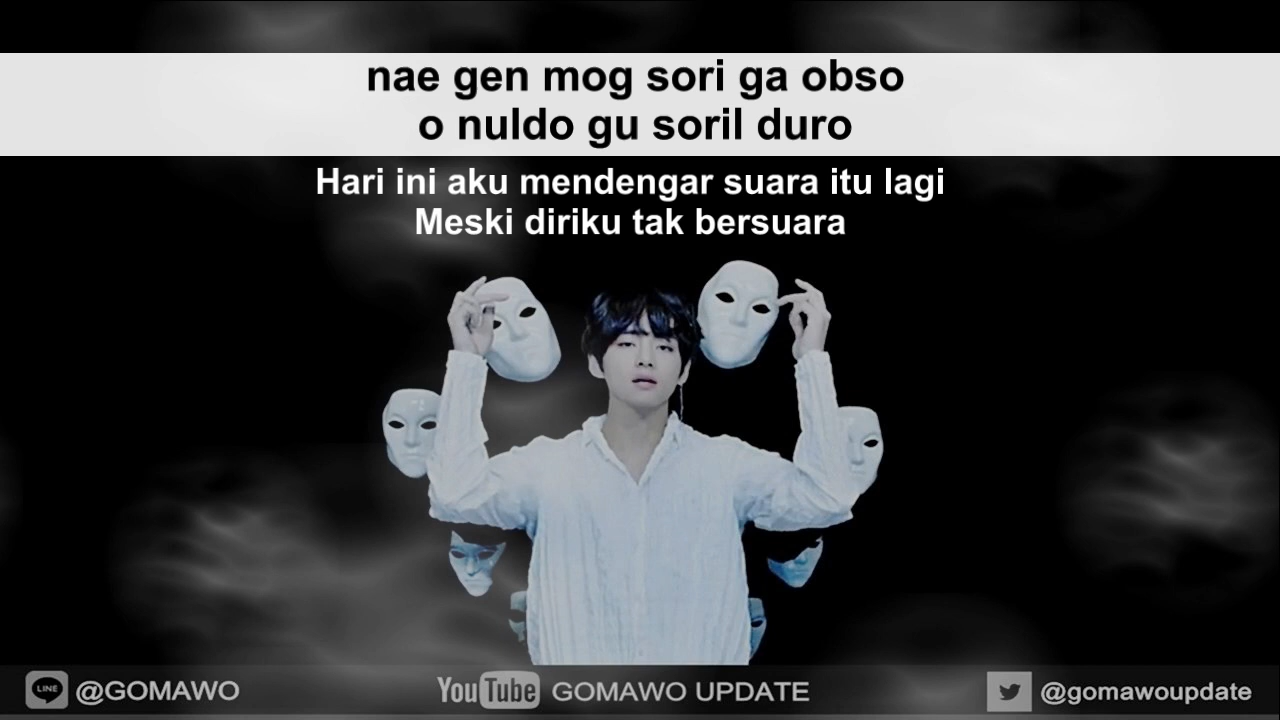 nae gen mog sori ga obso
o nuldo gu soril duro
Hari ini aku mendengar suara itu lagi
Meski diriku tak bersuara
LINE @GOMAWO
YouTube GOMAWO UPDATE
@gomawoupdate